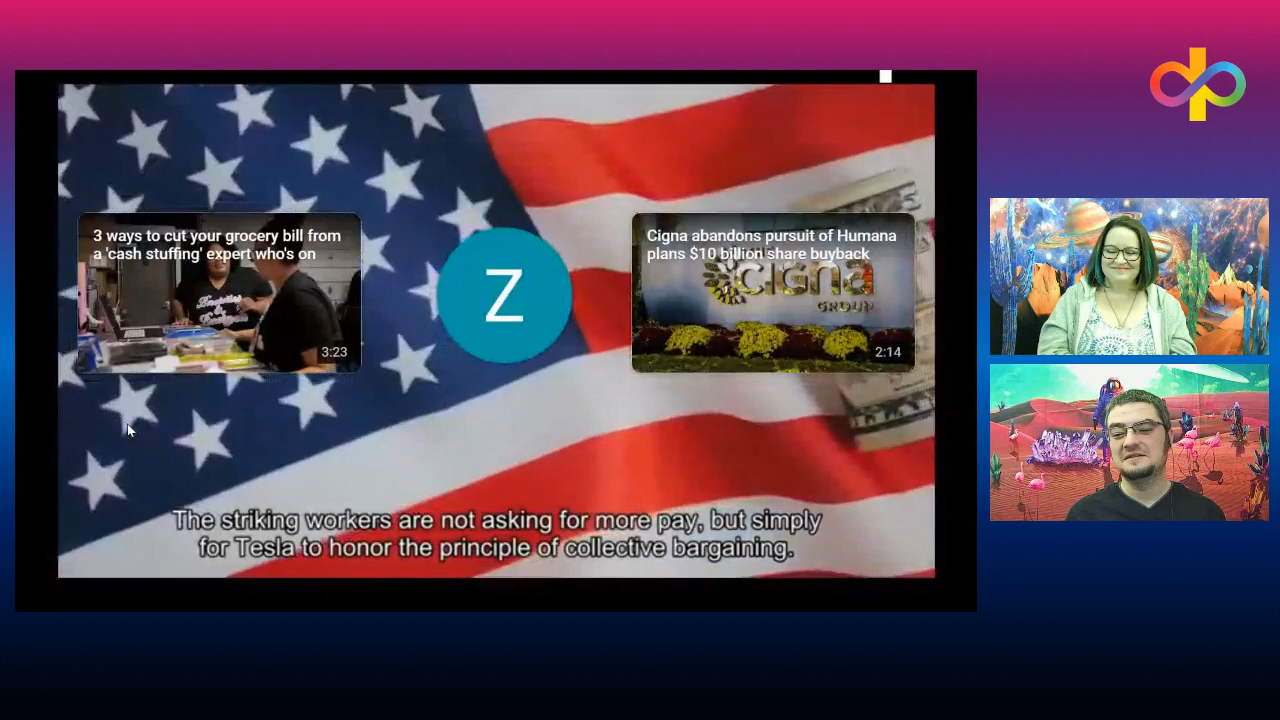 3 ways to cut your grocery bill from
a 'cash stuffing' expert who's on
3:23
Z
Cigna abandons pursuit of Humana
plans $10 billion share buyback
cigna
GROUP
2:14
The striking workers are not asking for more pay, but simply
for Tesla to honor the principle of collective bargaining.